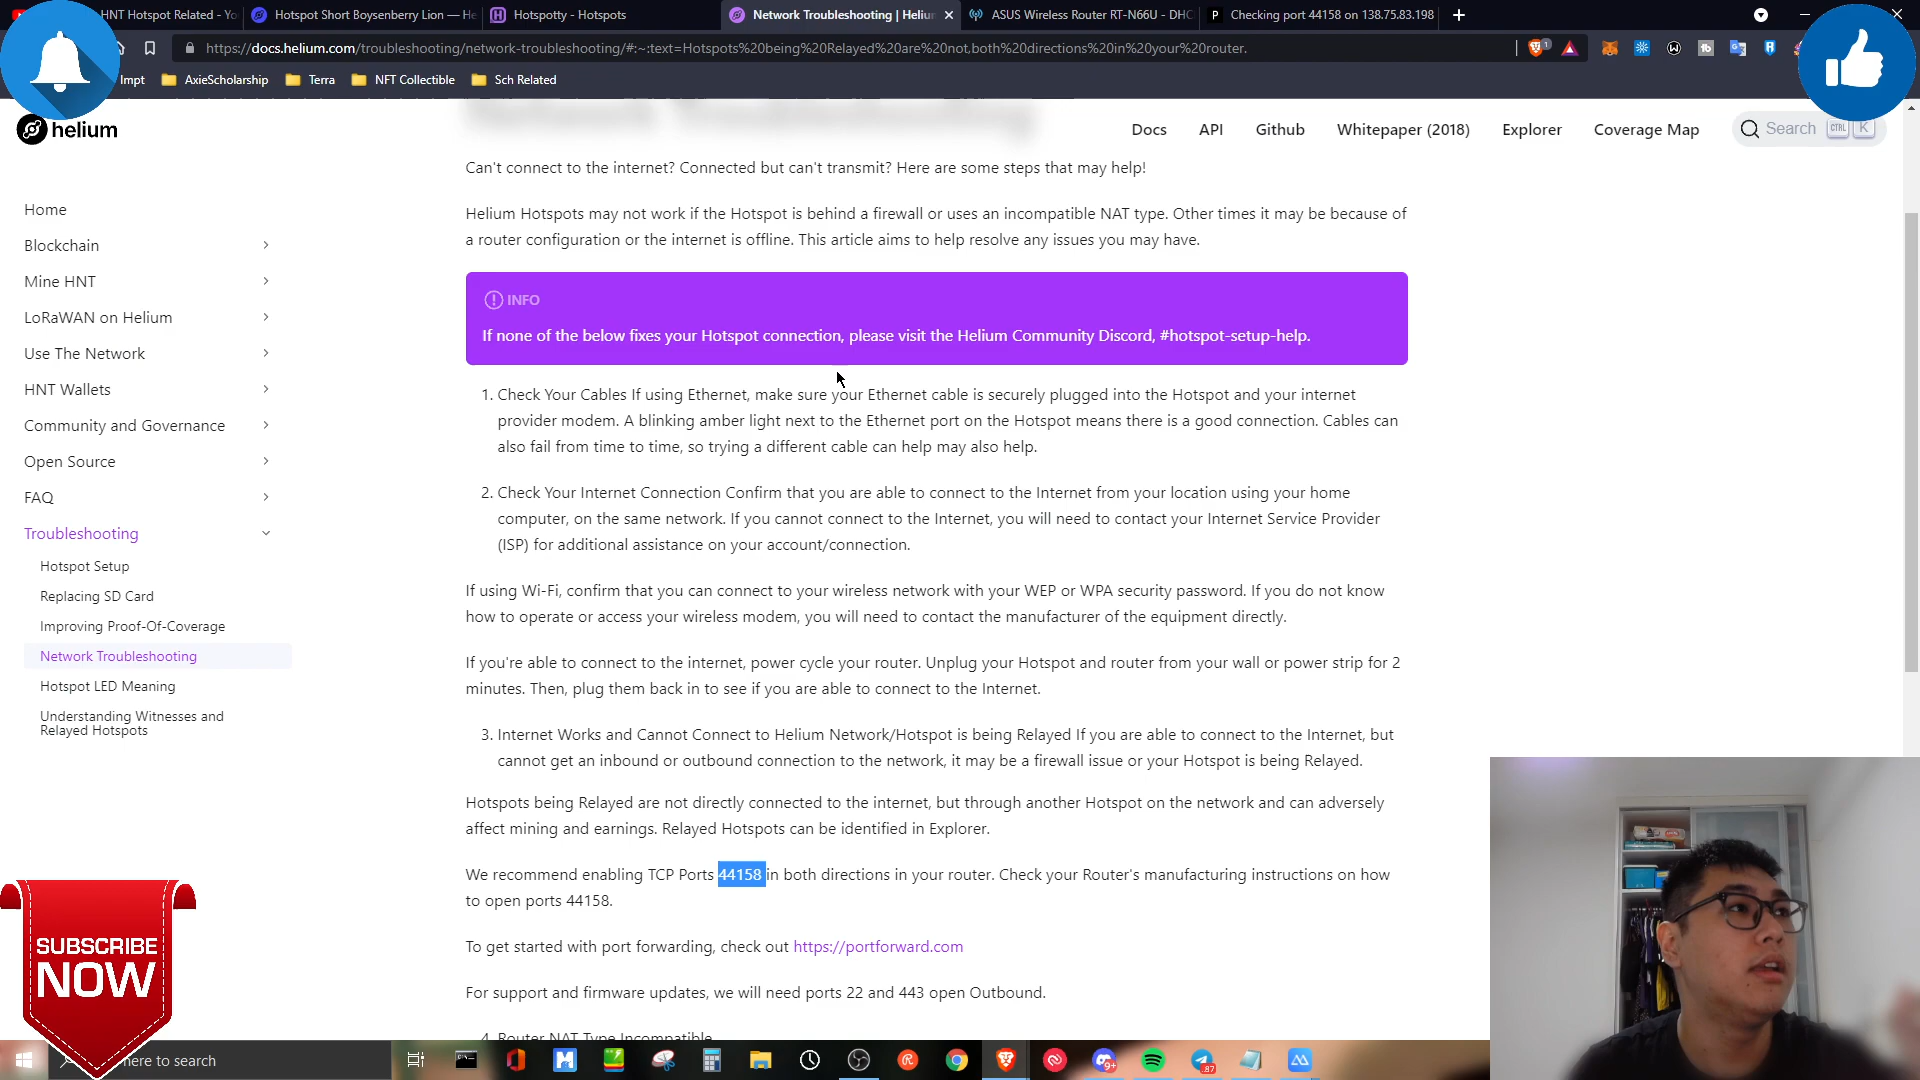 HNT Hotspot Related - Yo
Hotspot Short Boysenberry Lion — He
Hotspotty - Hotspots
Network Troubleshooting | Heliu
ASUS Wireless Router RT-N66U - DHC
Checking port 44158 on 138.75.83.198
https://docs.helium.com/troubleshooting/network-troubleshooting/#:~:text=Hotspots%20being%20Relayed%20are%20not,both%20directions%20in%20your%20router.
Impt
AxieScholarship
Terra
NFT Collectible
Sch Related
helium
Docs
API
Github
Whitepaper (2018)
Explorer
Coverage Map
Search
CTRL
K
Network Troubleshooting
Can't connect to the internet? Connected but can't transmit? Here are some steps that may help!
Helium Hotspots may not work if the Hotspot is behind a firewall or uses an incompatible NAT type. Other times it may be because of
a router configuration or the internet is offline. This article aims to help resolve any issues you may have.
INFO
If none of the below fixes your Hotspot connection, please visit the Helium Community Discord, #hotspot-setup-help.
1. Check Your Cables If using Ethernet, make sure your Ethernet cable is securely plugged into the Hotspot and your internet
provider modem. A blinking amber light next to the Ethernet port on the Hotspot means there is a good connection. Cables can
also fail from time to time, so trying a different cable can help may also help.
2. Check Your Internet Connection Confirm that you are able to connect to the Internet from your location using your home
computer, on the same network. If you cannot connect to the Internet, you will need to contact your Internet Service Provider
(ISP) for additional assistance on your account/connection.
If using Wi-Fi, confirm that you can connect to your wireless network with your WEP or WPA security password. If you do not know
how to operate or access your wireless modem, you will need to contact the manufacturer of the equipment directly.
If you're able to connect to the internet, power cycle your router. Unplug your Hotspot and router from your wall or power strip for 2
minutes. Then, plug them back in to see if you are able to connect to the Internet.
3. Internet Works and Cannot Connect to Helium Network/Hotspot is being Relayed If you are able to connect to the Internet, but
cannot get an inbound or outbound connection to the network, it may be a firewall issue or your Hotspot is being Relayed.
Hotspots being Relayed are not directly connected to the internet, but through another Hotspot on the network and can adversely
affect mining and earnings. Relayed Hotspots can be identified in Explorer.
We recommend enabling TCP Ports 44158 in both directions in your router. Check your Router's manufacturing instructions on how
to open ports 44158.
To get started with port forwarding, check out https://portforward.com
For support and firmware updates, we will need ports 22 and 443 open Outbound.
4. Router NAT Type Incompatible
Home
Blockchain
Mine HNT
LoRaWAN on Helium
Use The Network
HNT Wallets
Community and Governance
Open Source
FAQ
Troubleshooting
Hotspot Setup
Replacing SD Card
Improving Proof-Of-Coverage
Network Troubleshooting
Hotspot LED Meaning
Understanding Witnesses and
Relayed Hotspots
SUBSCRIBE
NOW
here to search